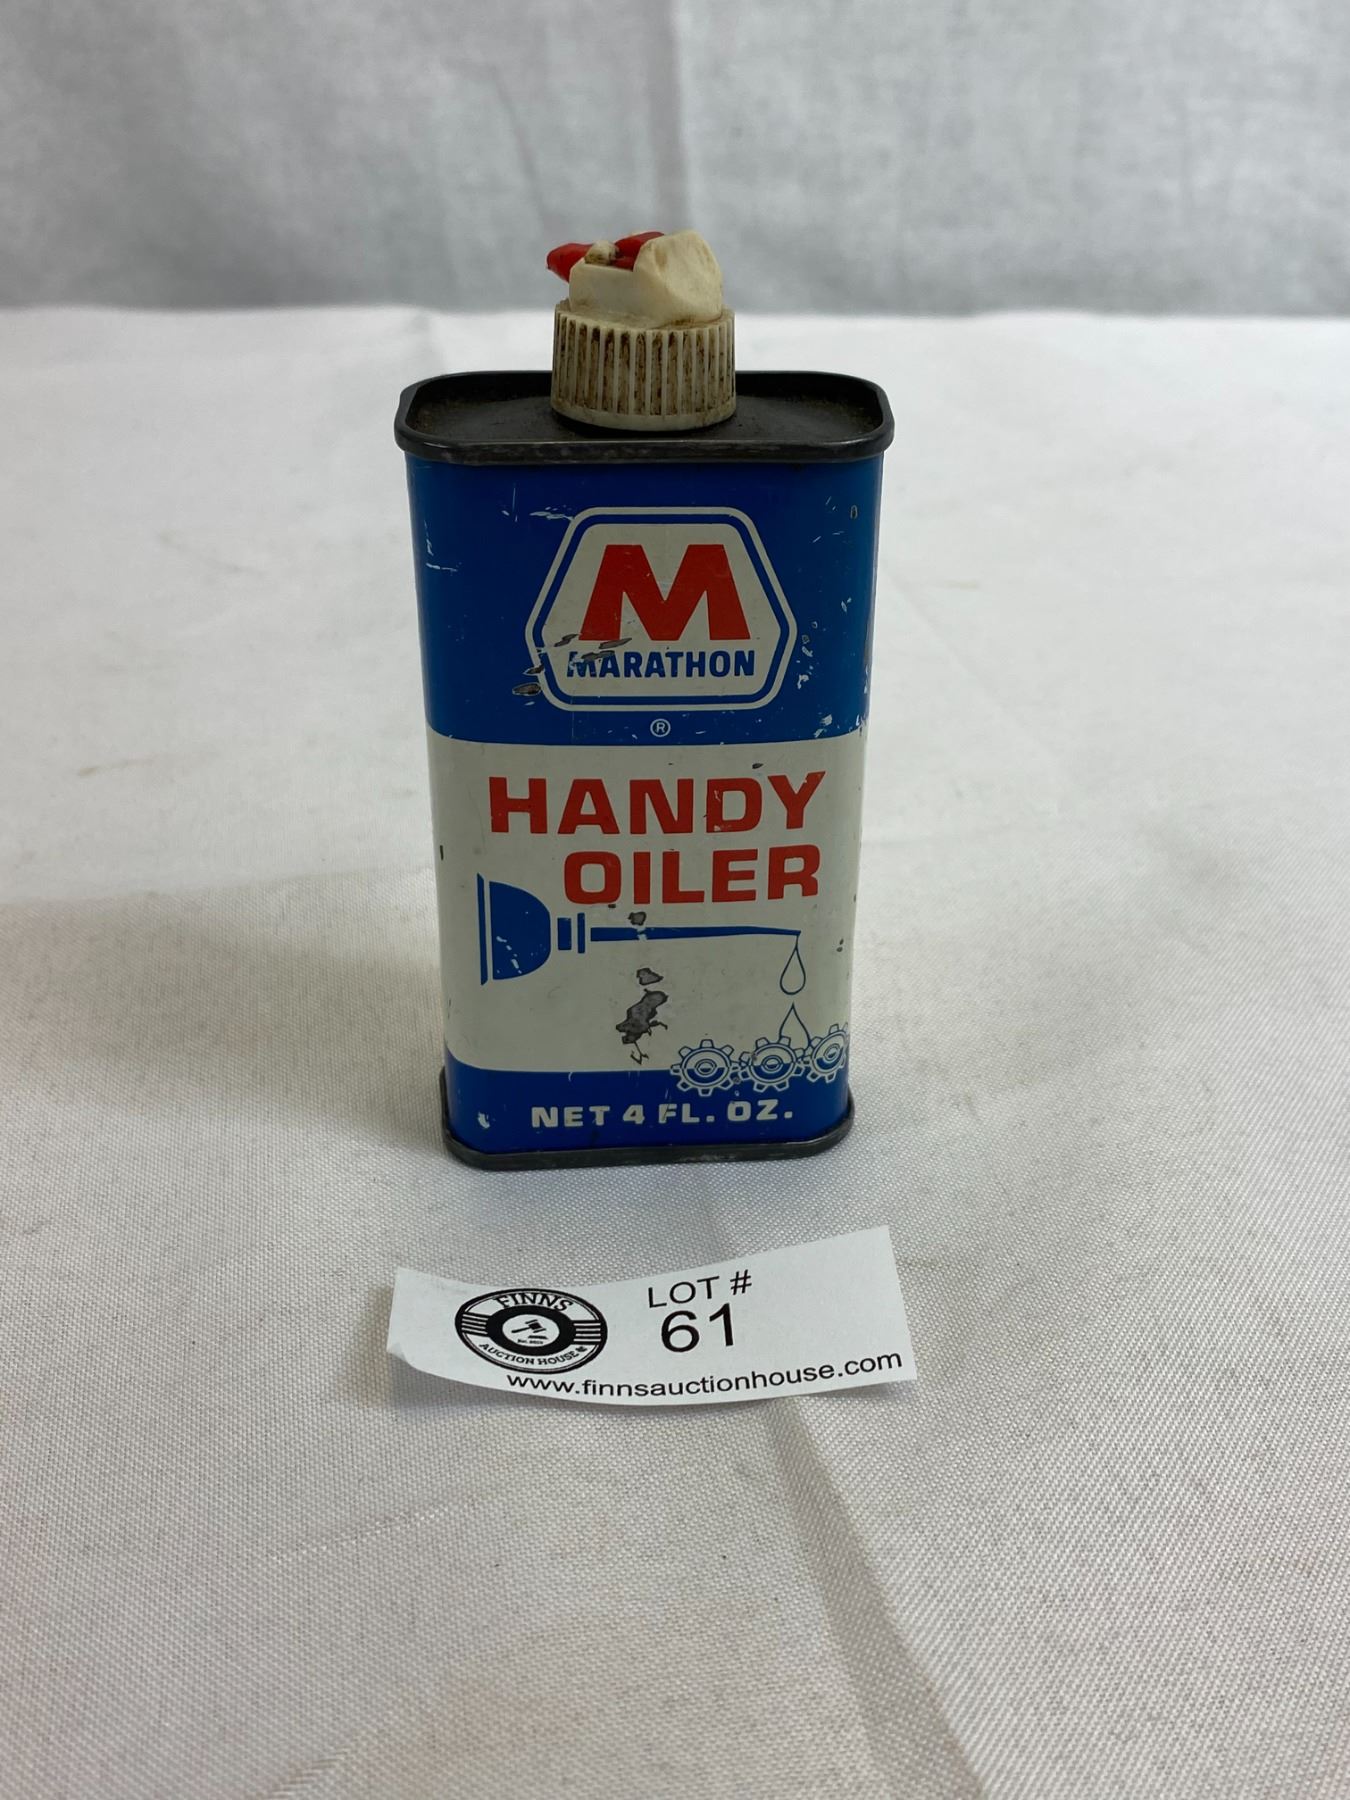 M
MARATHON
®
HANDY
OILER
NET 4 FL. OZ.
FINNS
AUCTION HOUSE
LOT #
61
www.finnsauctionhouse.com